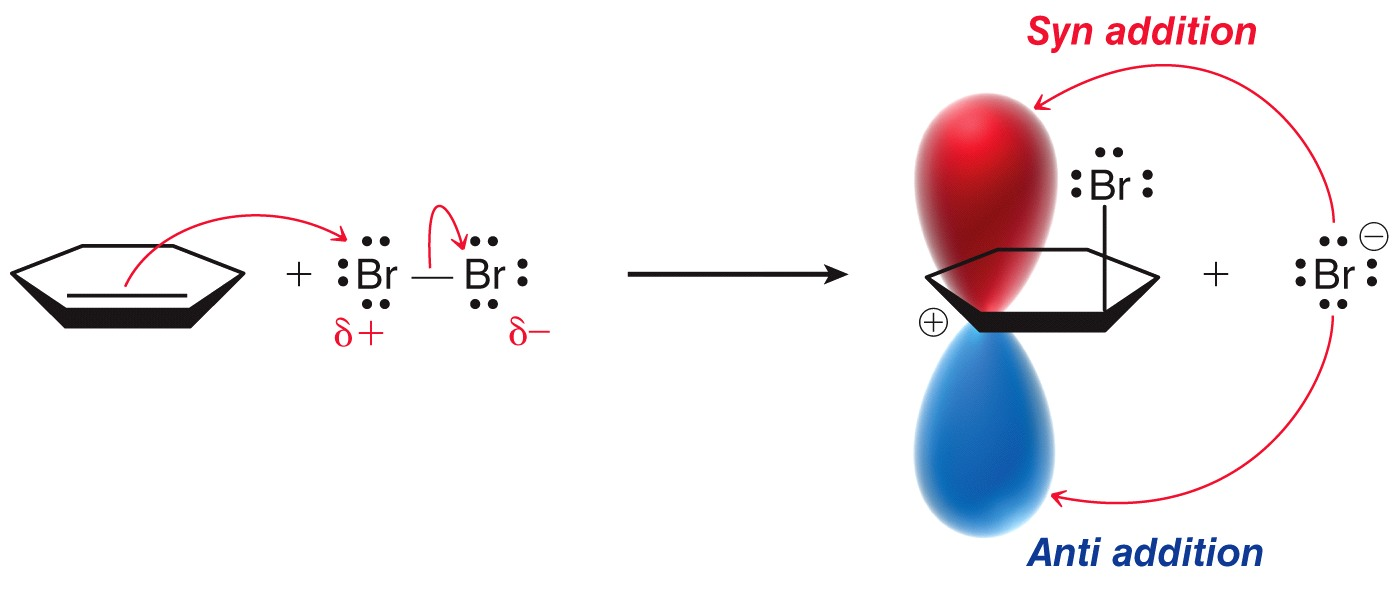 Syn addition
+ Br — Br
δ+ δ−
⊕
Br
+ Br ⊖
Anti addition